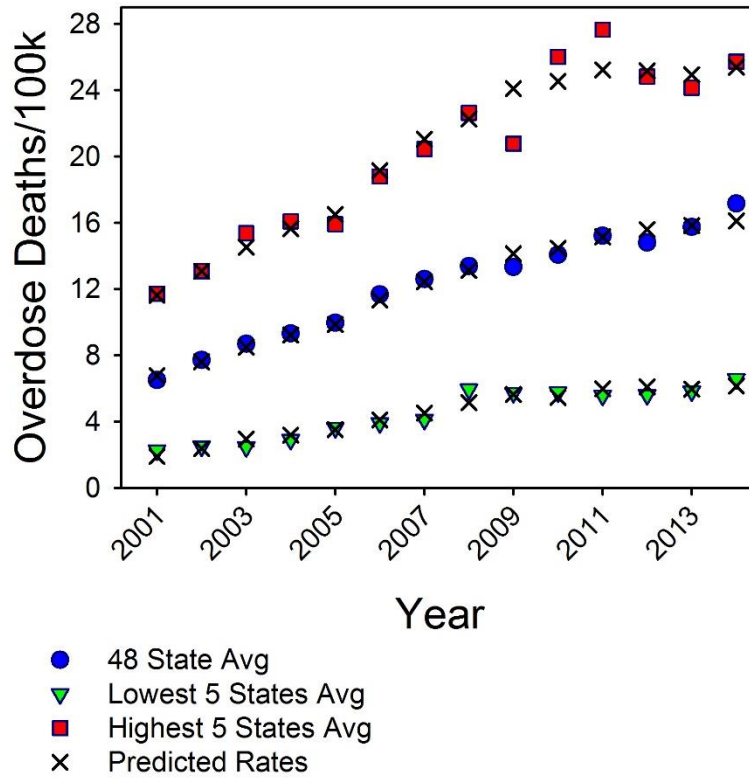 Overdose Deaths/100k
28
24
20
16
12
8
4
0
2001
2003
2005
2007
2009
2011
2013
Year
48 State Avg
Lowest 5 States Avg
Highest 5 States Avg
Predicted Rates